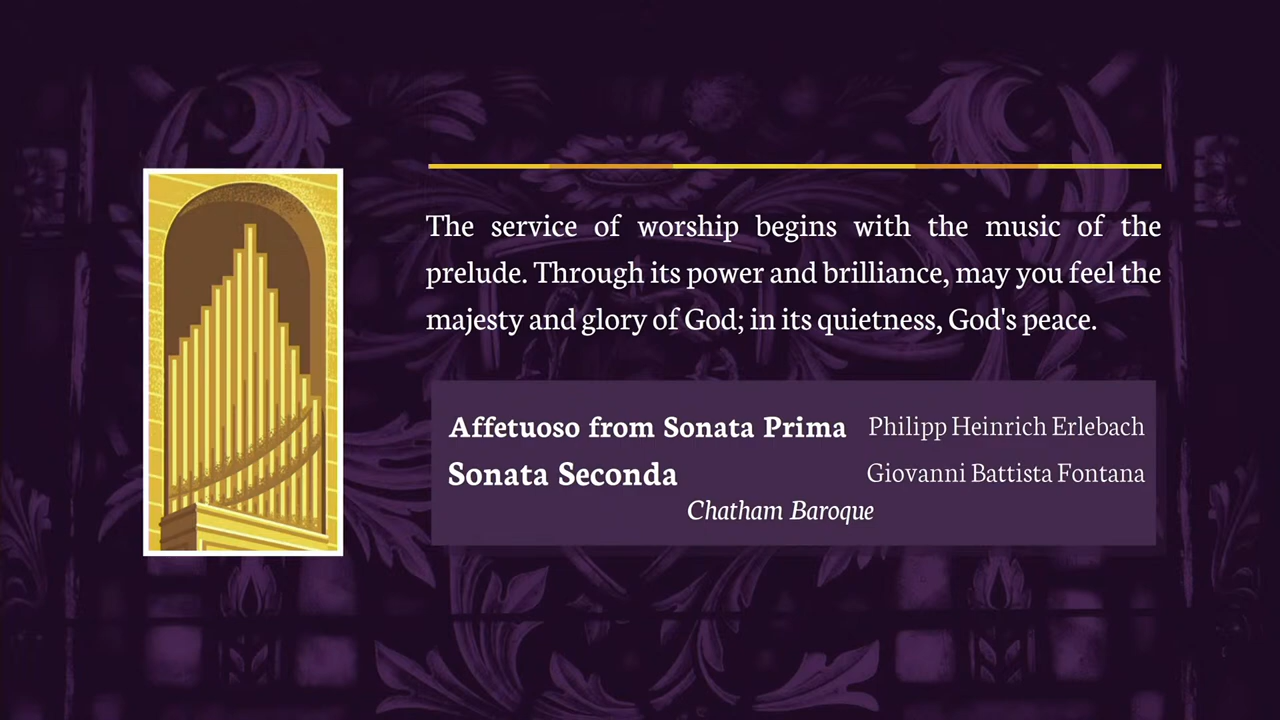 The service of worship begins with the music of the
prelude. Through its power and brilliance, may you feel the
majesty and glory of God; in its quietness, God's peace.
Affetuoso from Sonata Prima Philipp Heinrich Erlebach
Sonata Seconda Giovanni Battista Fontana
Chatham Baroque